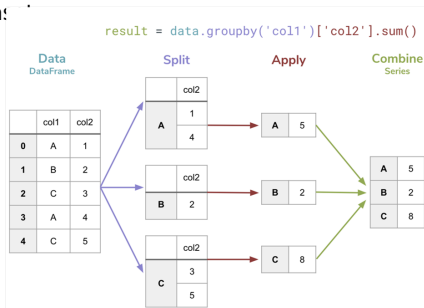 result = data.groupby('col1')['col2'].sum()
Data
DataFrame
Split
Apply
Combine
Series
col1 col2
0 A 1
1 B 2
2 C 3
3 A 4
4 C 5
col2
A 1
4
col2
B 2
col2
C 3
5
A 5
B 2
C 8
A 5
B 2
C 8